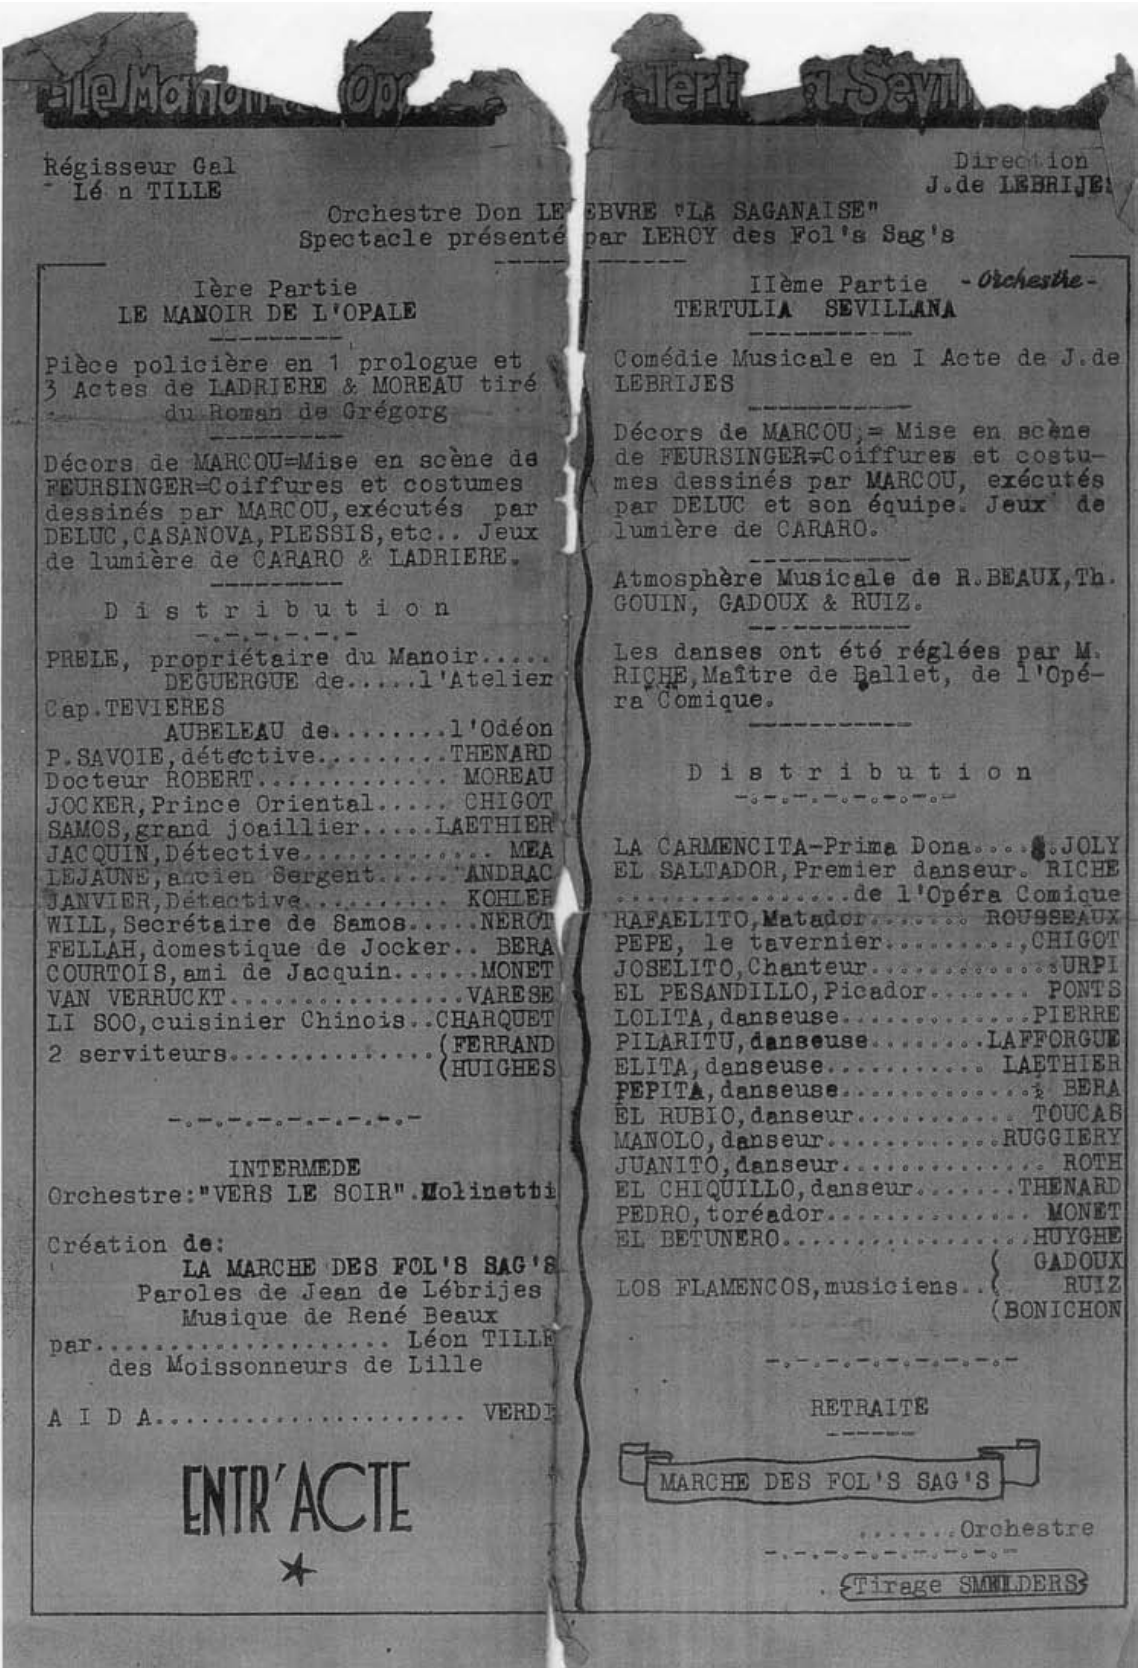 Le Manoir Opa
Tert a Sevill
Régisseur Gal
Lé n TILLE
Direction
J.de LEBRIJES
Orchestre Don LEFEBVRE "LA SAGANAISE"
Spectacle présenté par LEROY des Fol's Sag's
Ière Partie
LE MANOIR DE L'OPALE
Pièce policière en 1 prologue et
3 Actes de LADRIERE & MOREAU tiré
du Roman de Grégorg
Décors de MARCOU=Mise en scène de
FEURSINGER=Coiffures et costumes
dessinés par MARCOU,exécutés par
DELUC,CASANOVA,PLESSIS,etc.. Jeux
de lumière de CARARO & LADRIERE.
D i s t r i b u t i o n
PRELE, propriétaire du Manoir.....
DEGUERGUE de.....l'Atelier
Cap.TEVIERES
AUBELEAU de........l'Odéon
P.SAVOIE,détective.........THENARD
Docteur ROBERT............. MOREAU
JOCKER,Prince Oriental..... CHIGOT
SAMOS,grand joaillier.....LAETHIER
JACQUIN,Détective............. MEA
LEJAUNE,ancien Sergent..... ANDRAC
JANVIER,Détective.......... KOHLER
WILL,Secrétaire de Samos.....NEROT
FELLAH,domestique de Jocker.. BERA
COURTOIS,ami de Jacquin......MONET
VAN VERRUCKT................VARESE
LI SOO,cuisinier Chinois..CHARQUET
2 serviteurs..............(FERRAND
(HUIGHES
INTERMEDE
Orchestre:"VERS LE SOIR".Molinetti
Création de:
LA MARCHE DES FOL'S SAG'S
Paroles de Jean de Lébrijes
Musique de René Beaux
par.................... Léon TILLE
des Moissonneurs de Lille
A I D A..................... VERDI
ENTR'ACTE
IIème Partie - Orchestre -
TERTULIA SEVILLANA
Comédie Musicale en I Acte de J.de
LEBRIJES
Décors de MARCOU,= Mise en scène
de FEURSINGER=Coiffures et costu-
mes dessinés par MARCOU, exécutés
par DELUC et son équipe. Jeux de
lumière de CARARO.
Atmosphère Musicale de R.BEAUX,Th.
GOUIN, GADOUX & RUIZ.
Les danses ont été réglées par M.
RICHE,Maître de Ballet, de l'Opé-
ra Comique.
D i s t r i b u t i o n
LA CARMENCITA-Prima Dona.... .JOLY
EL SALTADOR,Premier danseur. RICHE
...............de l'Opéra Comique
RAFAELITO,Matador....... ROUSSEAUX
PEPE, le tavernier.........,CHIGOT
JOSELITO,Chanteur............sURPI
EL PESANDILLO,Picador....... PONTS
LOLITA,danseuse.............PIERRE
PILARITU,danseuse........LAFFORGUE
ELITA,danseuse........... LAETHIER
PEPITA,danseuse.............. BERA
EL RUBIO,danseur........... TOUCAS
MANOLO,danseur............RUGGIERY
JUANITO,danseur.............. ROTH
EL CHIQUILLO,danseur.......THENARD
PEDRO,toréador.............. MONET
EL BETUNERO.................HUYGHE
( GADOUX
LOS FLAMENCOS,musiciens..( RUIZ
(BONICHON
RETRAITE
MARCHE DES FOL'S SAG'S
.......Orchestre
Tirage SMEILDERS